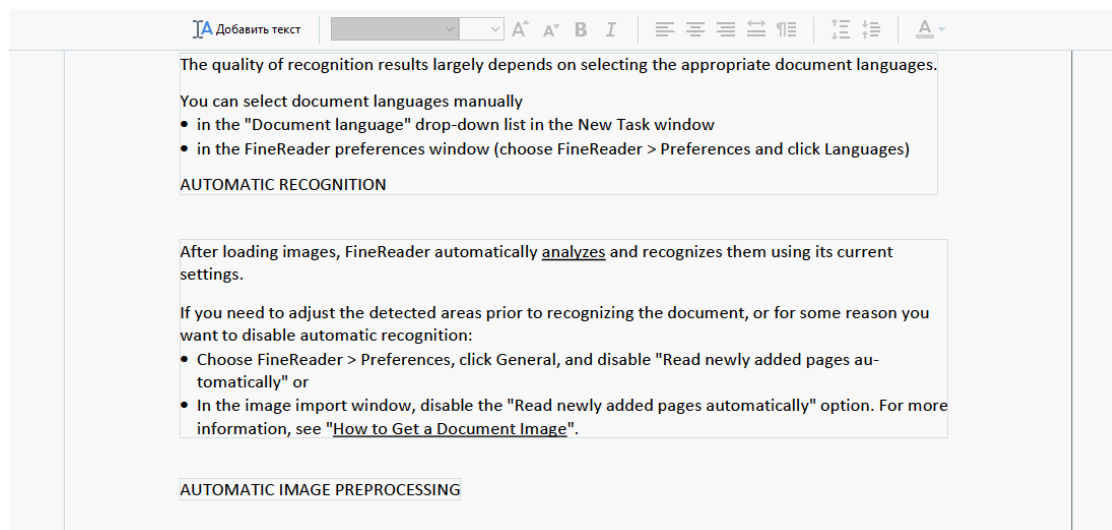 Добавить текст
The quality of recognition results largely depends on selecting the appropriate document languages.
You can select document languages manually
• in the "Document language" drop-down list in the New Task window
• in the FineReader preferences window (choose FineReader > Preferences and click Languages)
AUTOMATIC RECOGNITION
After loading images, FineReader automatically analyzes and recognizes them using its current
settings.
If you need to adjust the detected areas prior to recognizing the document, or for some reason you
want to disable automatic recognition:
• Choose FineReader > Preferences, click General, and disable "Read newly added pages au-
tomatically" or
• In the image import window, disable the "Read newly added pages automatically" option. For more
information, see "How to Get a Document Image".
AUTOMATIC IMAGE PREPROCESSING